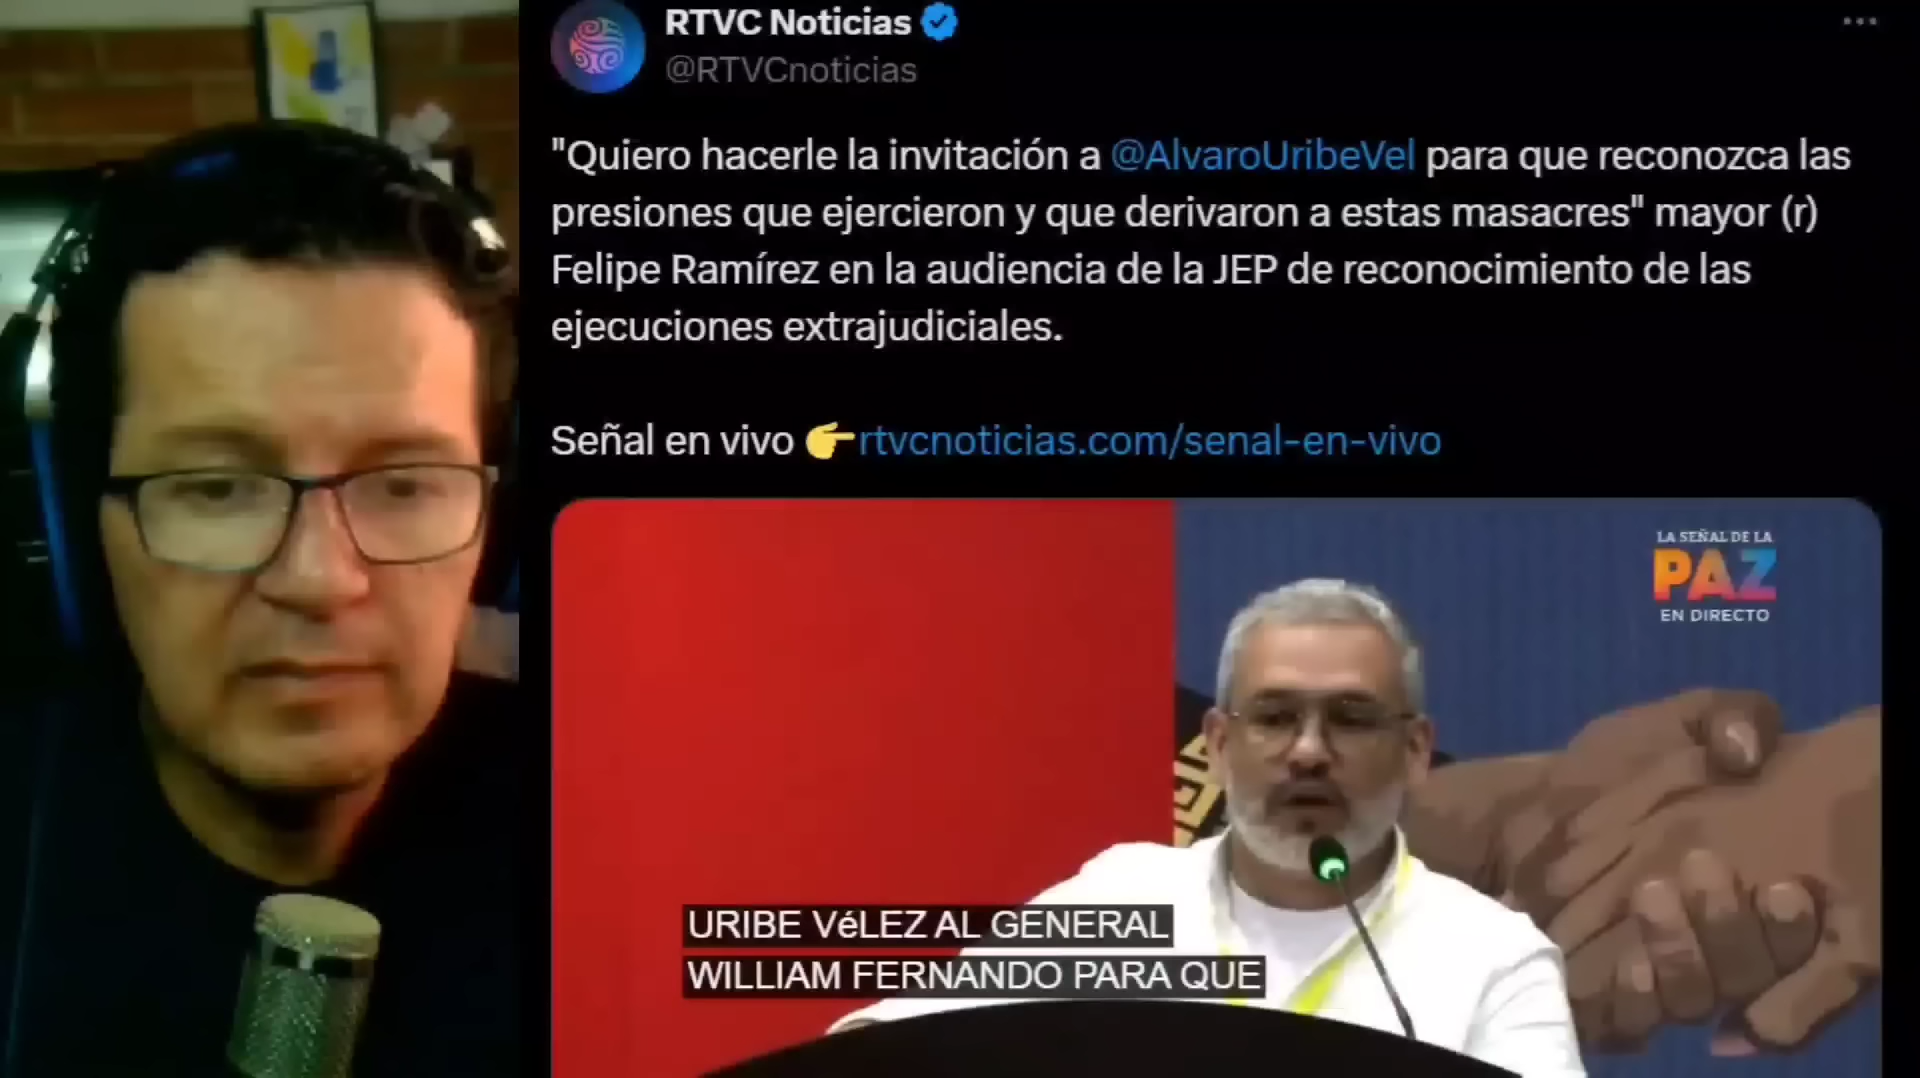 RTVC Noticias
@RTVCnoticias
"Quiero hacerle la invitación a @AlvaroUribeVel para que reconozca las
presiones que ejercieron y que derivaron a estas masacres" mayor (r)
Felipe Ramírez en la audiencia de la JEP de reconocimiento de las
ejecuciones extrajudiciales.
Señal en vivo 👉rtvcnoticias.com/senal-en-vivo
LA SEÑAL DE LA
PAZ
EN DIRECTO
URIBE VéLEZ AL GENERAL
WILLIAM FERNANDO PARA QUE